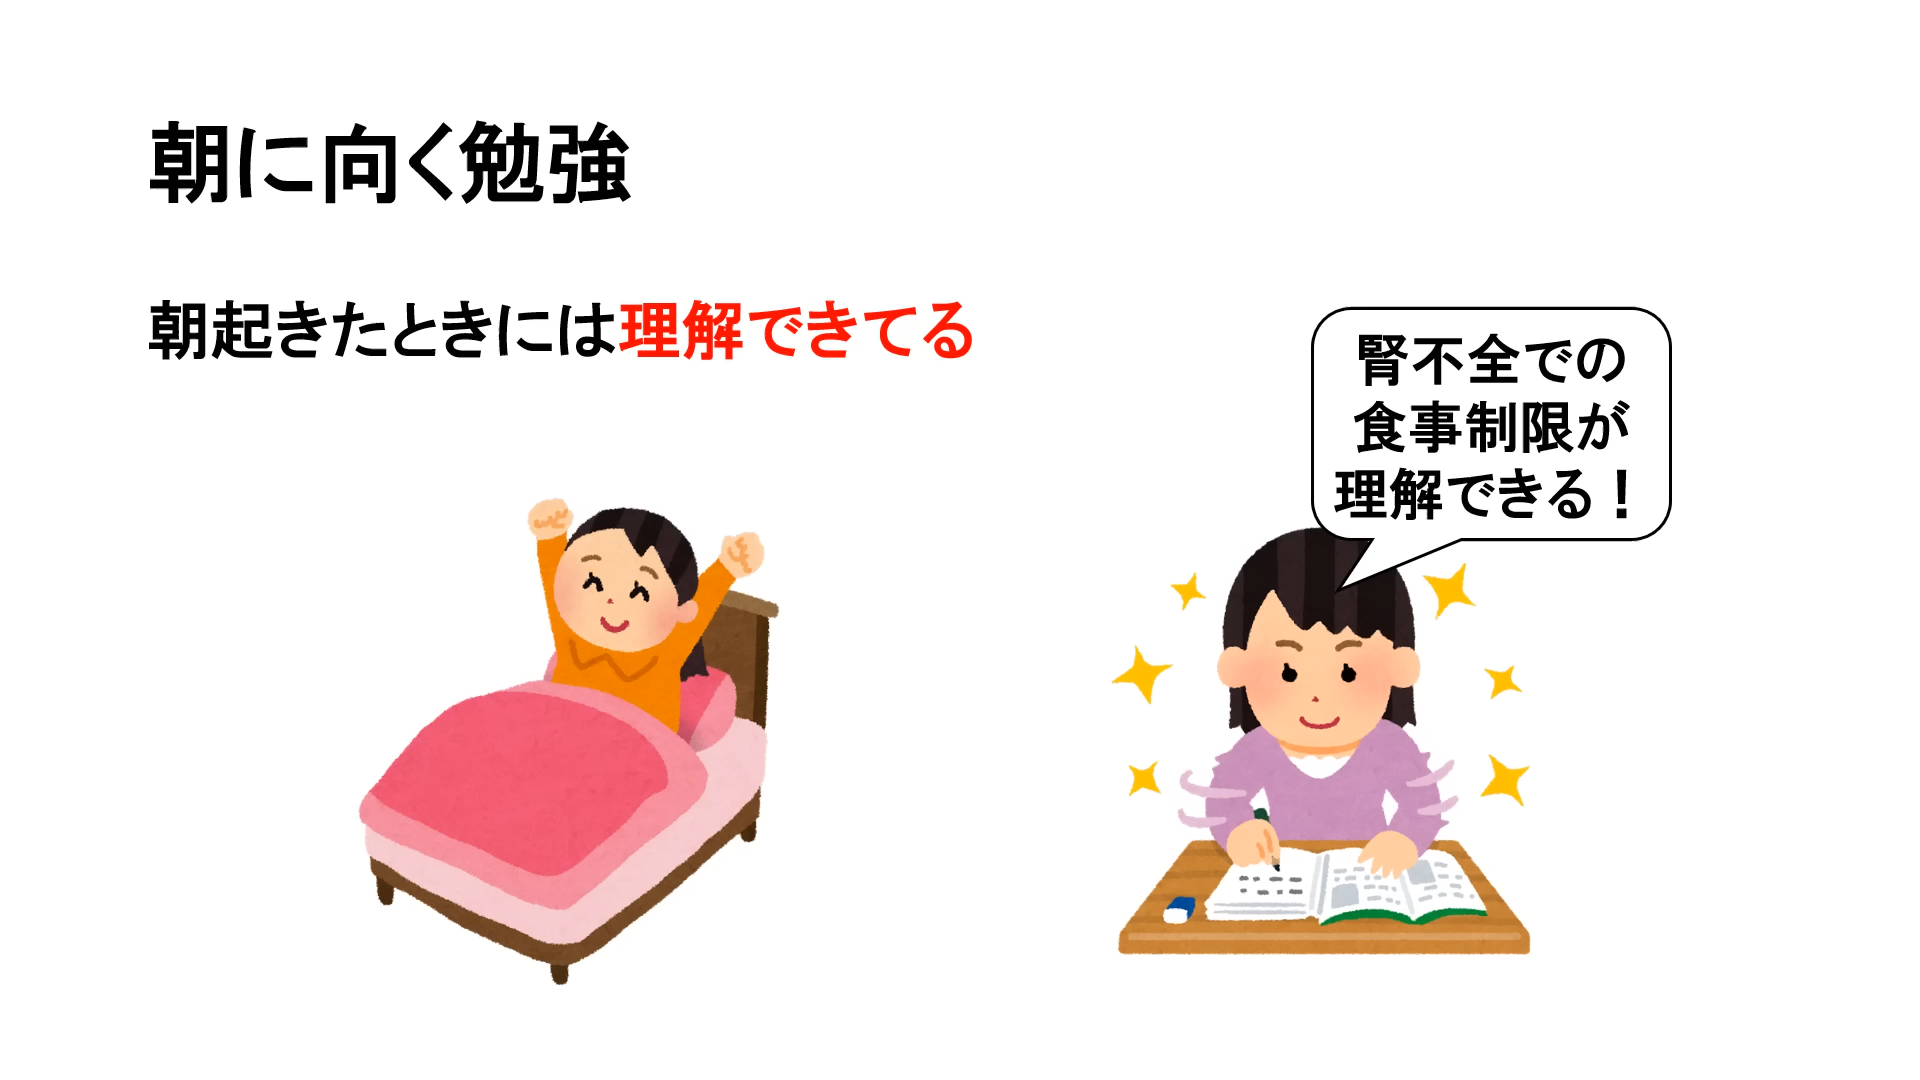 朝に向く勉強
朝起きたときには理解できてる
腎不全での
食事制限が
理解できる！